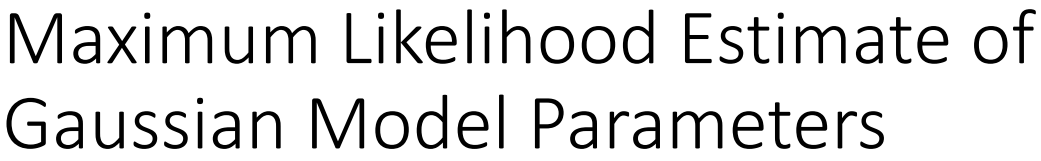 Maximum Likelihood Estimate of
Gaussian Model Parameters